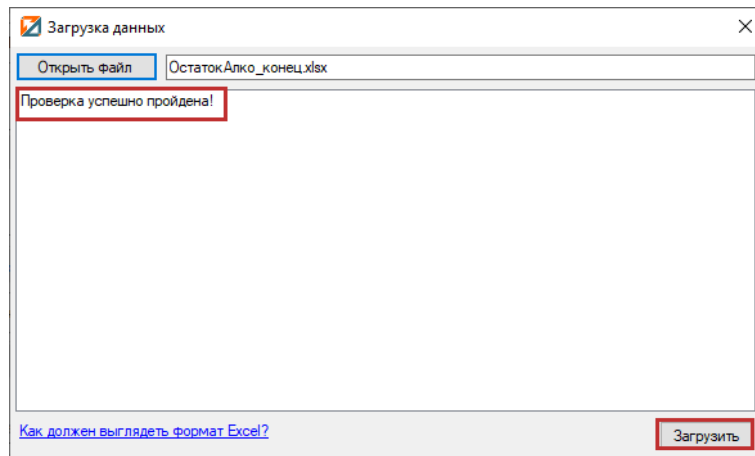 Загрузка данных
Открыть файл ОстатокАлко_конец.xlsx
Проверка успешно пройдена!
Как должен выглядеть формат Excel?
Загрузить